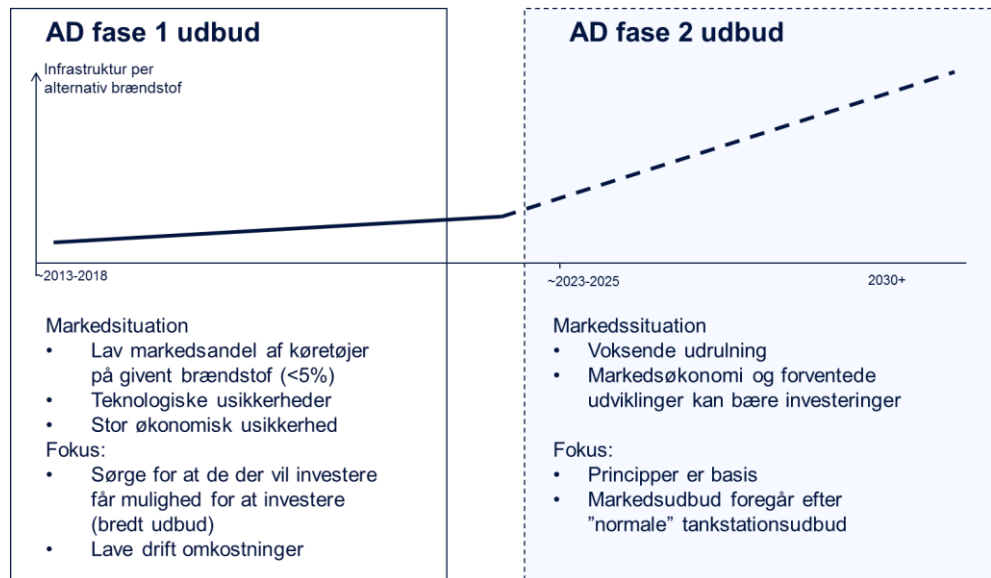 AD fase 1 udbud
Infrastruktur per
alternativ brændstof
~2013-2018
Markedsituation
• Lav markedsandel af køretøjer
på givent brændstof (<5%)
• Teknologiske usikkerheder
• Stor økonomisk usikkerhed
Fokus:
• Sørge for at de der vil investere
får mulighed for at investere
(bredt udbud)
• Lave drift omkostninger
AD fase 2 udbud
~2023-2025
2030+
Markedssituation
• Voksende udrulning
• Markedsøkonomi og forventede
udviklinger kan bære investeringer
Fokus:
• Principper er basis
• Markedsudbud foregår efter
”normale” tankstationsudbud